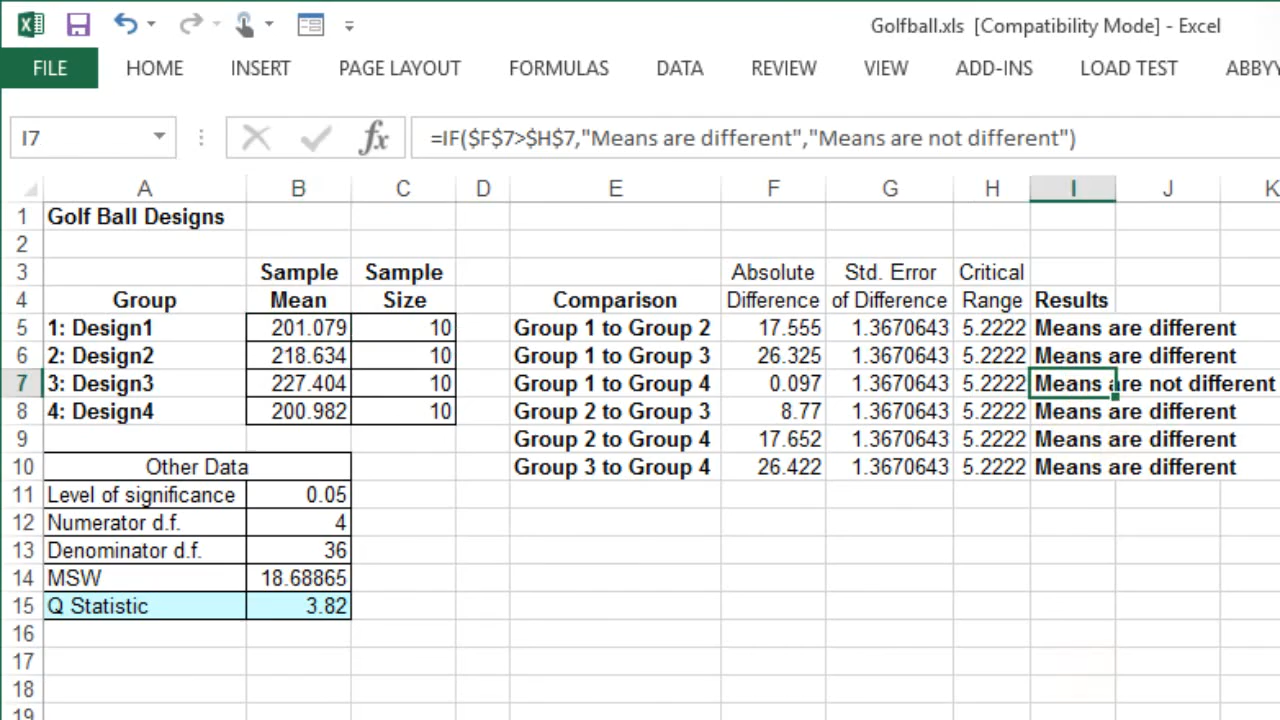 Golfball.xls [Compatibility Mode] - Excel
FILE HOME INSERT PAGE LAYOUT FORMULAS DATA REVIEW VIEW ADD-INS LOAD TEST ABBYY
I7 fx =IF($F$7>$H$7,"Means are different","Means are not different")
A B C D E F G H I J K
1 Golf Ball Designs
2
3 Sample Sample Absolute Std. Error Critical
4 Group Mean Size Comparison Difference of Difference Range Results
5 1: Design1 201.079 10 Group 1 to Group 2 17.555 1.3670643 5.2222 Means are different
6 2: Design2 218.634 10 Group 1 to Group 3 26.325 1.3670643 5.2222 Means are different
7 3: Design3 227.404 10 Group 1 to Group 4 0.097 1.3670643 5.2222 Means are not different
8 4: Design4 200.982 10 Group 2 to Group 3 8.77 1.3670643 5.2222 Means are different
9 Group 2 to Group 4 17.652 1.3670643 5.2222 Means are different
10 Other Data Group 3 to Group 4 26.422 1.3670643 5.2222 Means are different
11 Level of significance 0.05
12 Numerator d.f. 4
13 Denominator d.f. 36
14 MSW 18.68865
15 Q Statistic 3.82
16
17
18
19